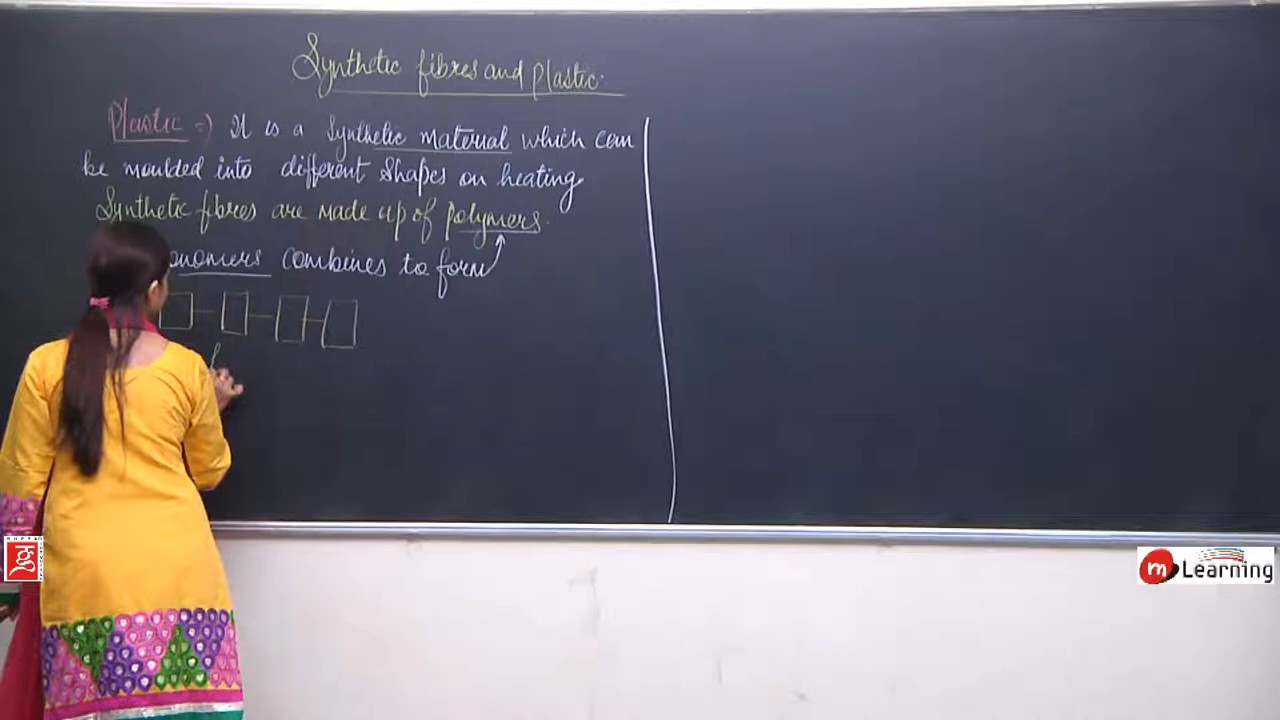 Synthetic fibres and Plastic.
Plastic => It is a Synthetic material which can
be moulded into different shapes on heating.
Synthetic fibres are made up of polymers.
onomers combines to form
m Learning